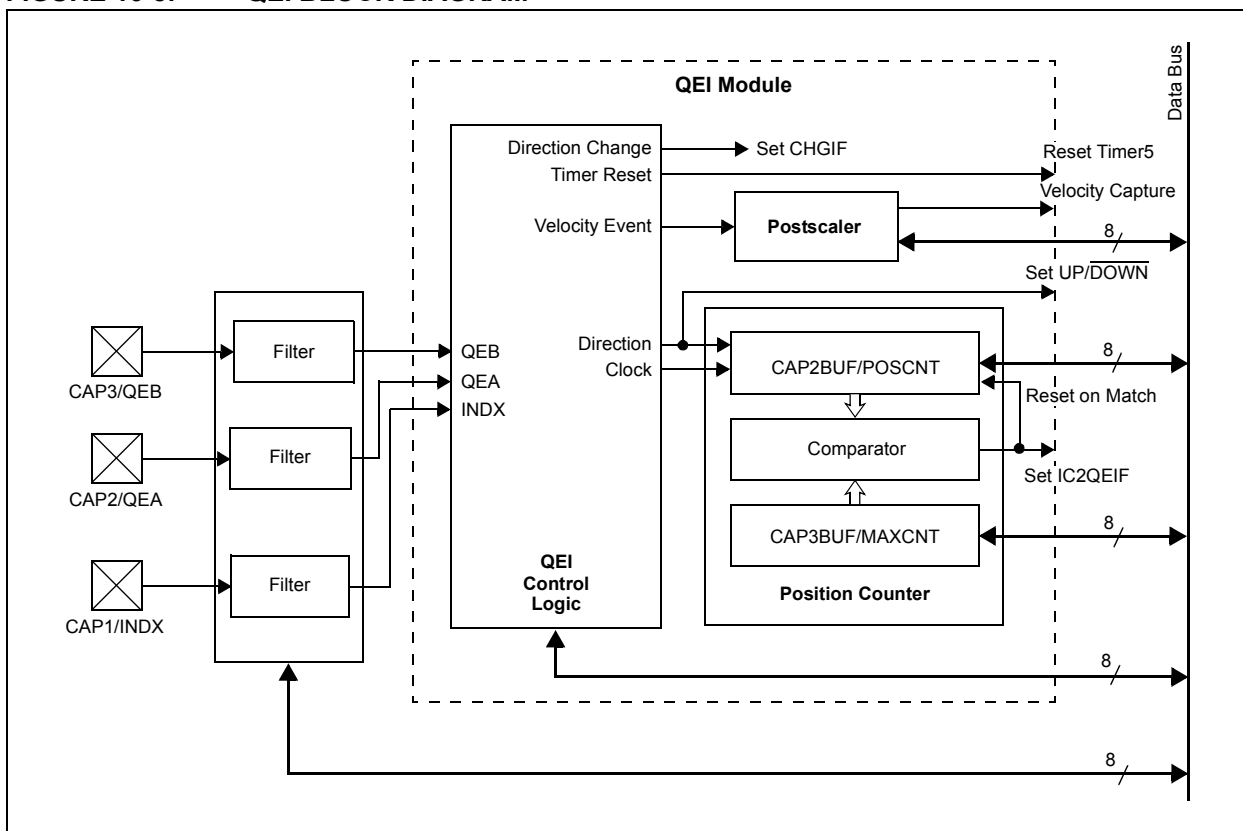 QEI Module
Data Bus
Direction Change
Set CHGIF
Reset Timer5
Timer Reset
Velocity Capture
Velocity Event
Postscaler
8
Set UP/DOWN
Filter
QEB
Direction
CAP2BUF/POSCNT
8
CAP3/QEB
QEA
Clock
INDX
Reset on Match
Filter
Comparator
CAP2/QEA
Set IC2QEIF
8
CAP3BUF/MAXCNT
Filter
QEI
Control
Logic
Position Counter
CAP1/INDX
8
8